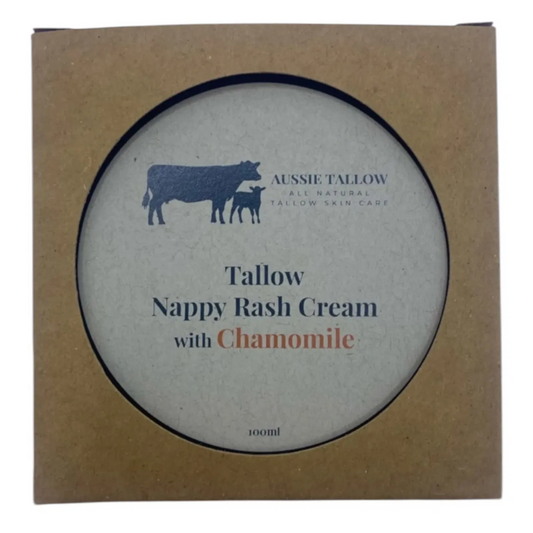 AUSSIE TALLOW
ALL NATURAL
TALLOW SKIN CARE
Tallow
Nappy Rash Cream
with Chamomile
100ml